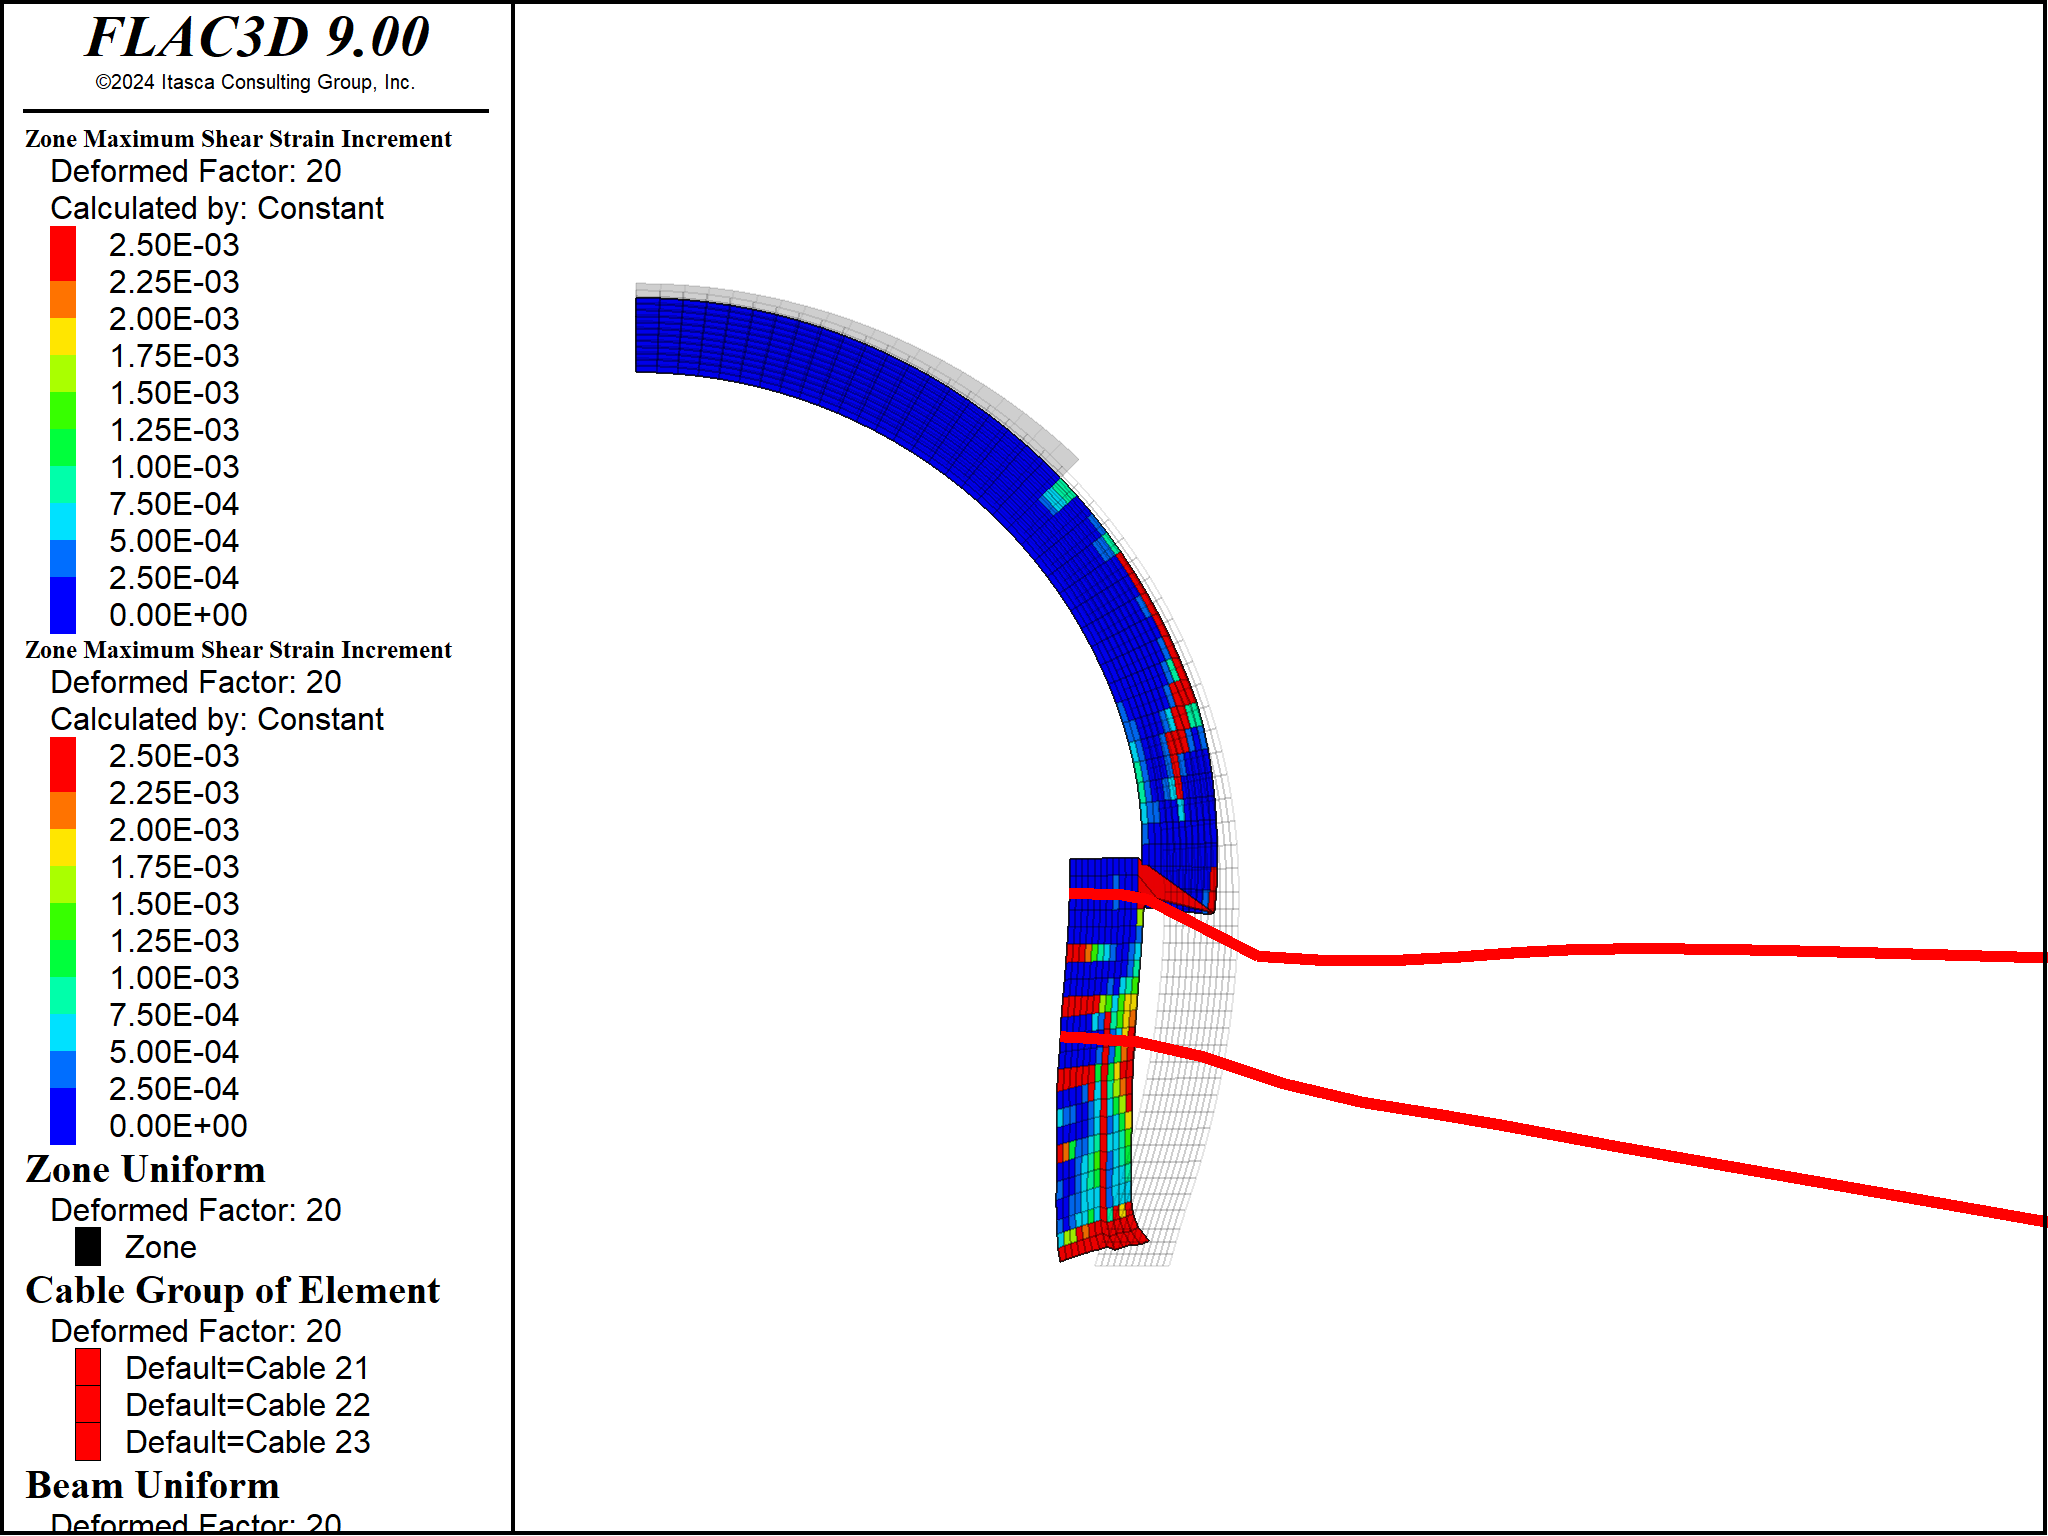 FLAC3D 9.00
©2024 Itasca Consulting Group, Inc.
Zone Maximum Shear Strain Increment
Deformed Factor: 20
Calculated by: Constant
2.50E-03
2.25E-03
2.00E-03
1.75E-03
1.50E-03
1.25E-03
1.00E-03
7.50E-04
5.00E-04
2.50E-04
0.00E+00
Zone Maximum Shear Strain Increment
Deformed Factor: 20
Calculated by: Constant
2.50E-03
2.25E-03
2.00E-03
1.75E-03
1.50E-03
1.25E-03
1.00E-03
7.50E-04
5.00E-04
2.50E-04
0.00E+00
Zone Uniform
Deformed Factor: 20
Zone
Cable Group of Element
Deformed Factor: 20
Default=Cable 21
Default=Cable 22
Default=Cable 23
Beam Uniform
Deformed Factor: 20